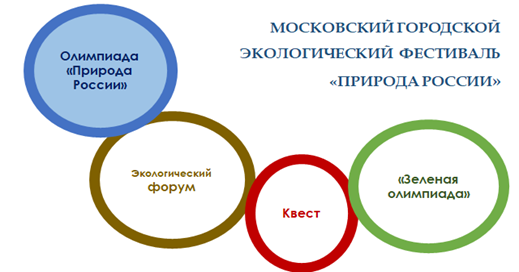 МОСКОВСКИЙ ГОРОДСКОЙ
ЭКОЛОГИЧЕСКИЙ ФЕСТИВАЛЬ
«ПРИРОДА РОССИИ»
Олимпиада
«Природа
России»
Экологический
форум
Квест
«Зеленая
олимпиада»